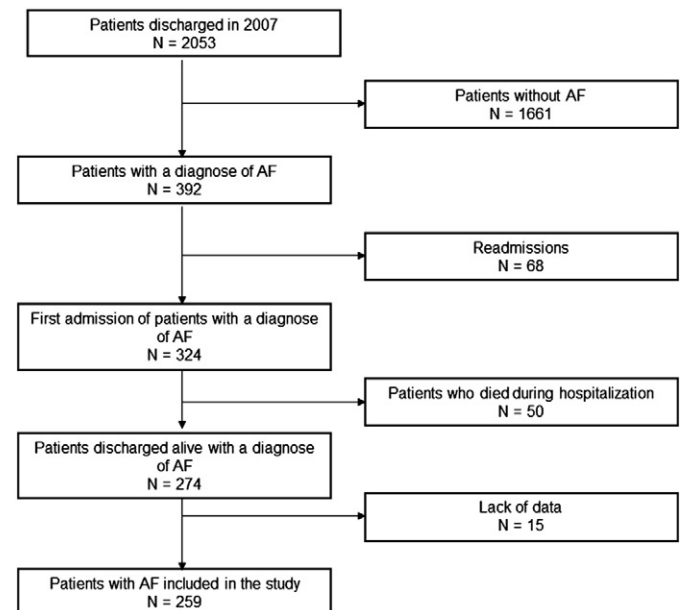 Patients discharged in 2007
N = 2053
Patients without AF
N = 1661
Patients with a diagnose of AF
N = 392
Readmissions
N = 68
First admission of patients with a diagnose
of AF
N = 324
Patients who died during hospitalization
N = 50
Patients discharged alive with a diagnose
of AF
N = 274
Lack of data
N = 15
Patients with AF included in the study
N = 259